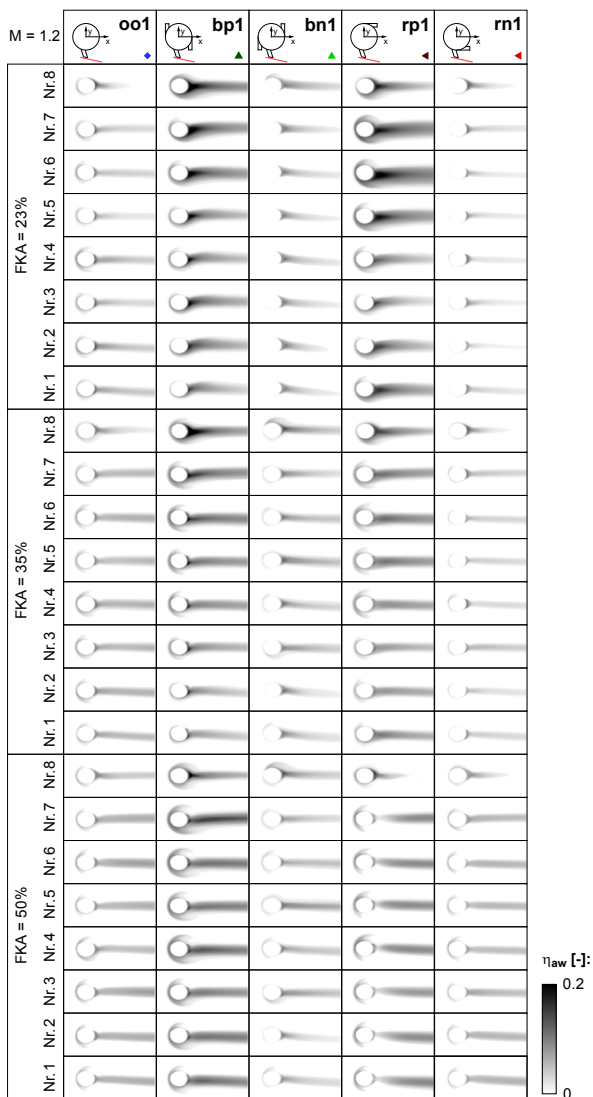 M = 1.2
oo1
bp1
bn1
rp1
rn1
y
x
y
x
y
x
y
x
y
x
FKA = 23%
Nr.8
Nr.7
Nr.6
Nr.5
Nr.4
Nr.3
Nr.2
Nr.1
FKA = 35%
Nr.8
Nr.7
Nr.6
Nr.5
Nr.4
Nr.3
Nr.2
Nr.1
FKA = 50%
Nr.8
Nr.7
Nr.6
Nr.5
Nr.4
Nr.3
Nr.2
Nr.1
ηaw [-]:
0.2
0